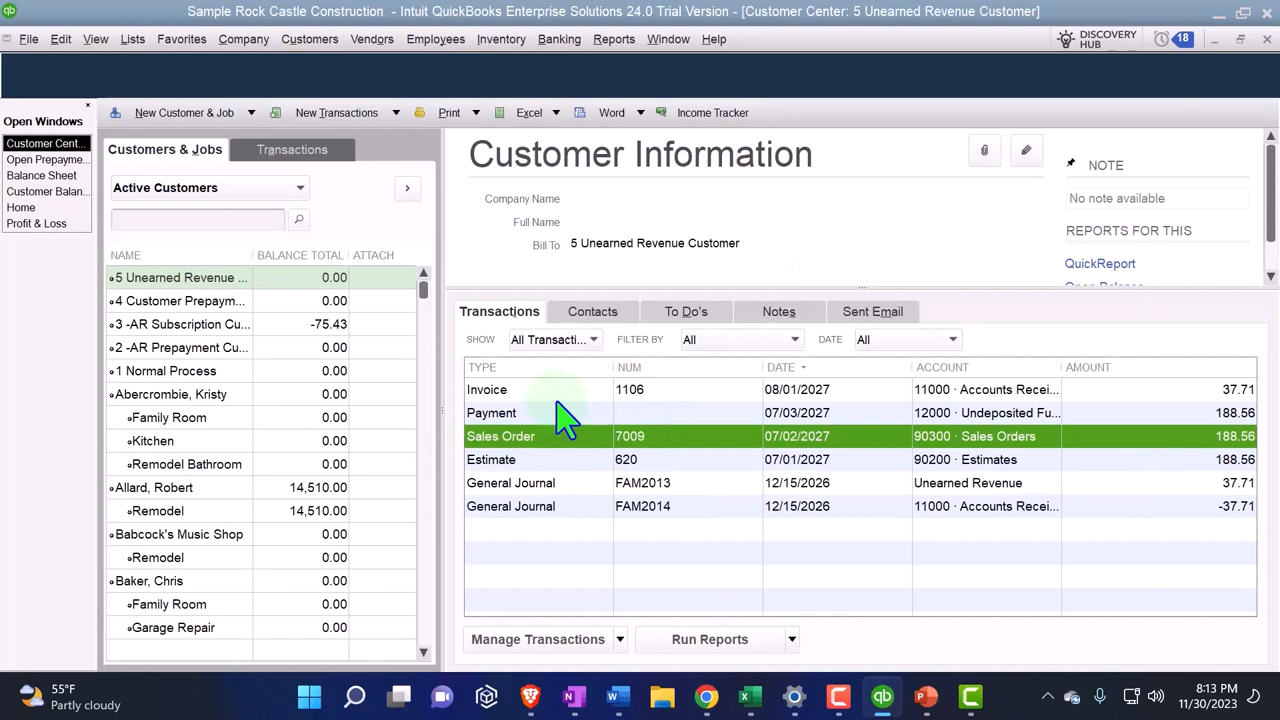 Sample Rock Castle Construction - Intuit QuickBooks Enterprise Solutions 24.0 Trial Version - [Customer Center: 5 Unearned Revenue Customer]
File Edit View Lists Favorites Company Customers Vendors Employees Inventory Banking Reports Window Help
DISCOVERY HUB 18
Open Windows
Customer Cent...
Open Prepayme...
Balance Sheet
Customer Balan...
Home
Profit & Loss
New Customer & Job New Transactions Print Excel Word Income Tracker
Customers & Jobs Transactions
Active Customers
NAME BALANCE TOTAL ATTACH
5 Unearned Revenue ... 0.00
4 Customer Prepaym... 0.00
3 -AR Subscription Cu... -75.43
2 -AR Prepayment Cu... 0.00
1 Normal Process 0.00
Abercrombie, Kristy 0.00
Family Room 0.00
Kitchen 0.00
Remodel Bathroom 0.00
Allard, Robert 14,510.00
Remodel 14,510.00
Babcock's Music Shop 0.00
Remodel 0.00
Baker, Chris 0.00
Family Room 0.00
Garage Repair 0.00
Customer Information
Company Name
Full Name
Bill To 5 Unearned Revenue Customer
NOTE
No note available
REPORTS FOR THIS
QuickReport
Open Balance
Transactions Contacts To Do's Notes Sent Email
SHOW All Transacti... FILTER BY All DATE All
TYPE NUM DATE ACCOUNT AMOUNT
Invoice 1106 08/01/2027 11000 · Accounts Recei... 37.71
Payment 07/03/2027 12000 · Undeposited Fu... 188.56
Sales Order 7009 07/02/2027 90300 · Sales Orders 188.56
Estimate 620 07/01/2027 90200 · Estimates 188.56
General Journal FAM2013 12/15/2026 Unearned Revenue 37.71
General Journal FAM2014 12/15/2026 11000 · Accounts Recei... -37.71
Manage Transactions Run Reports
55°F
Partly cloudy
8:13 PM
11/30/2023